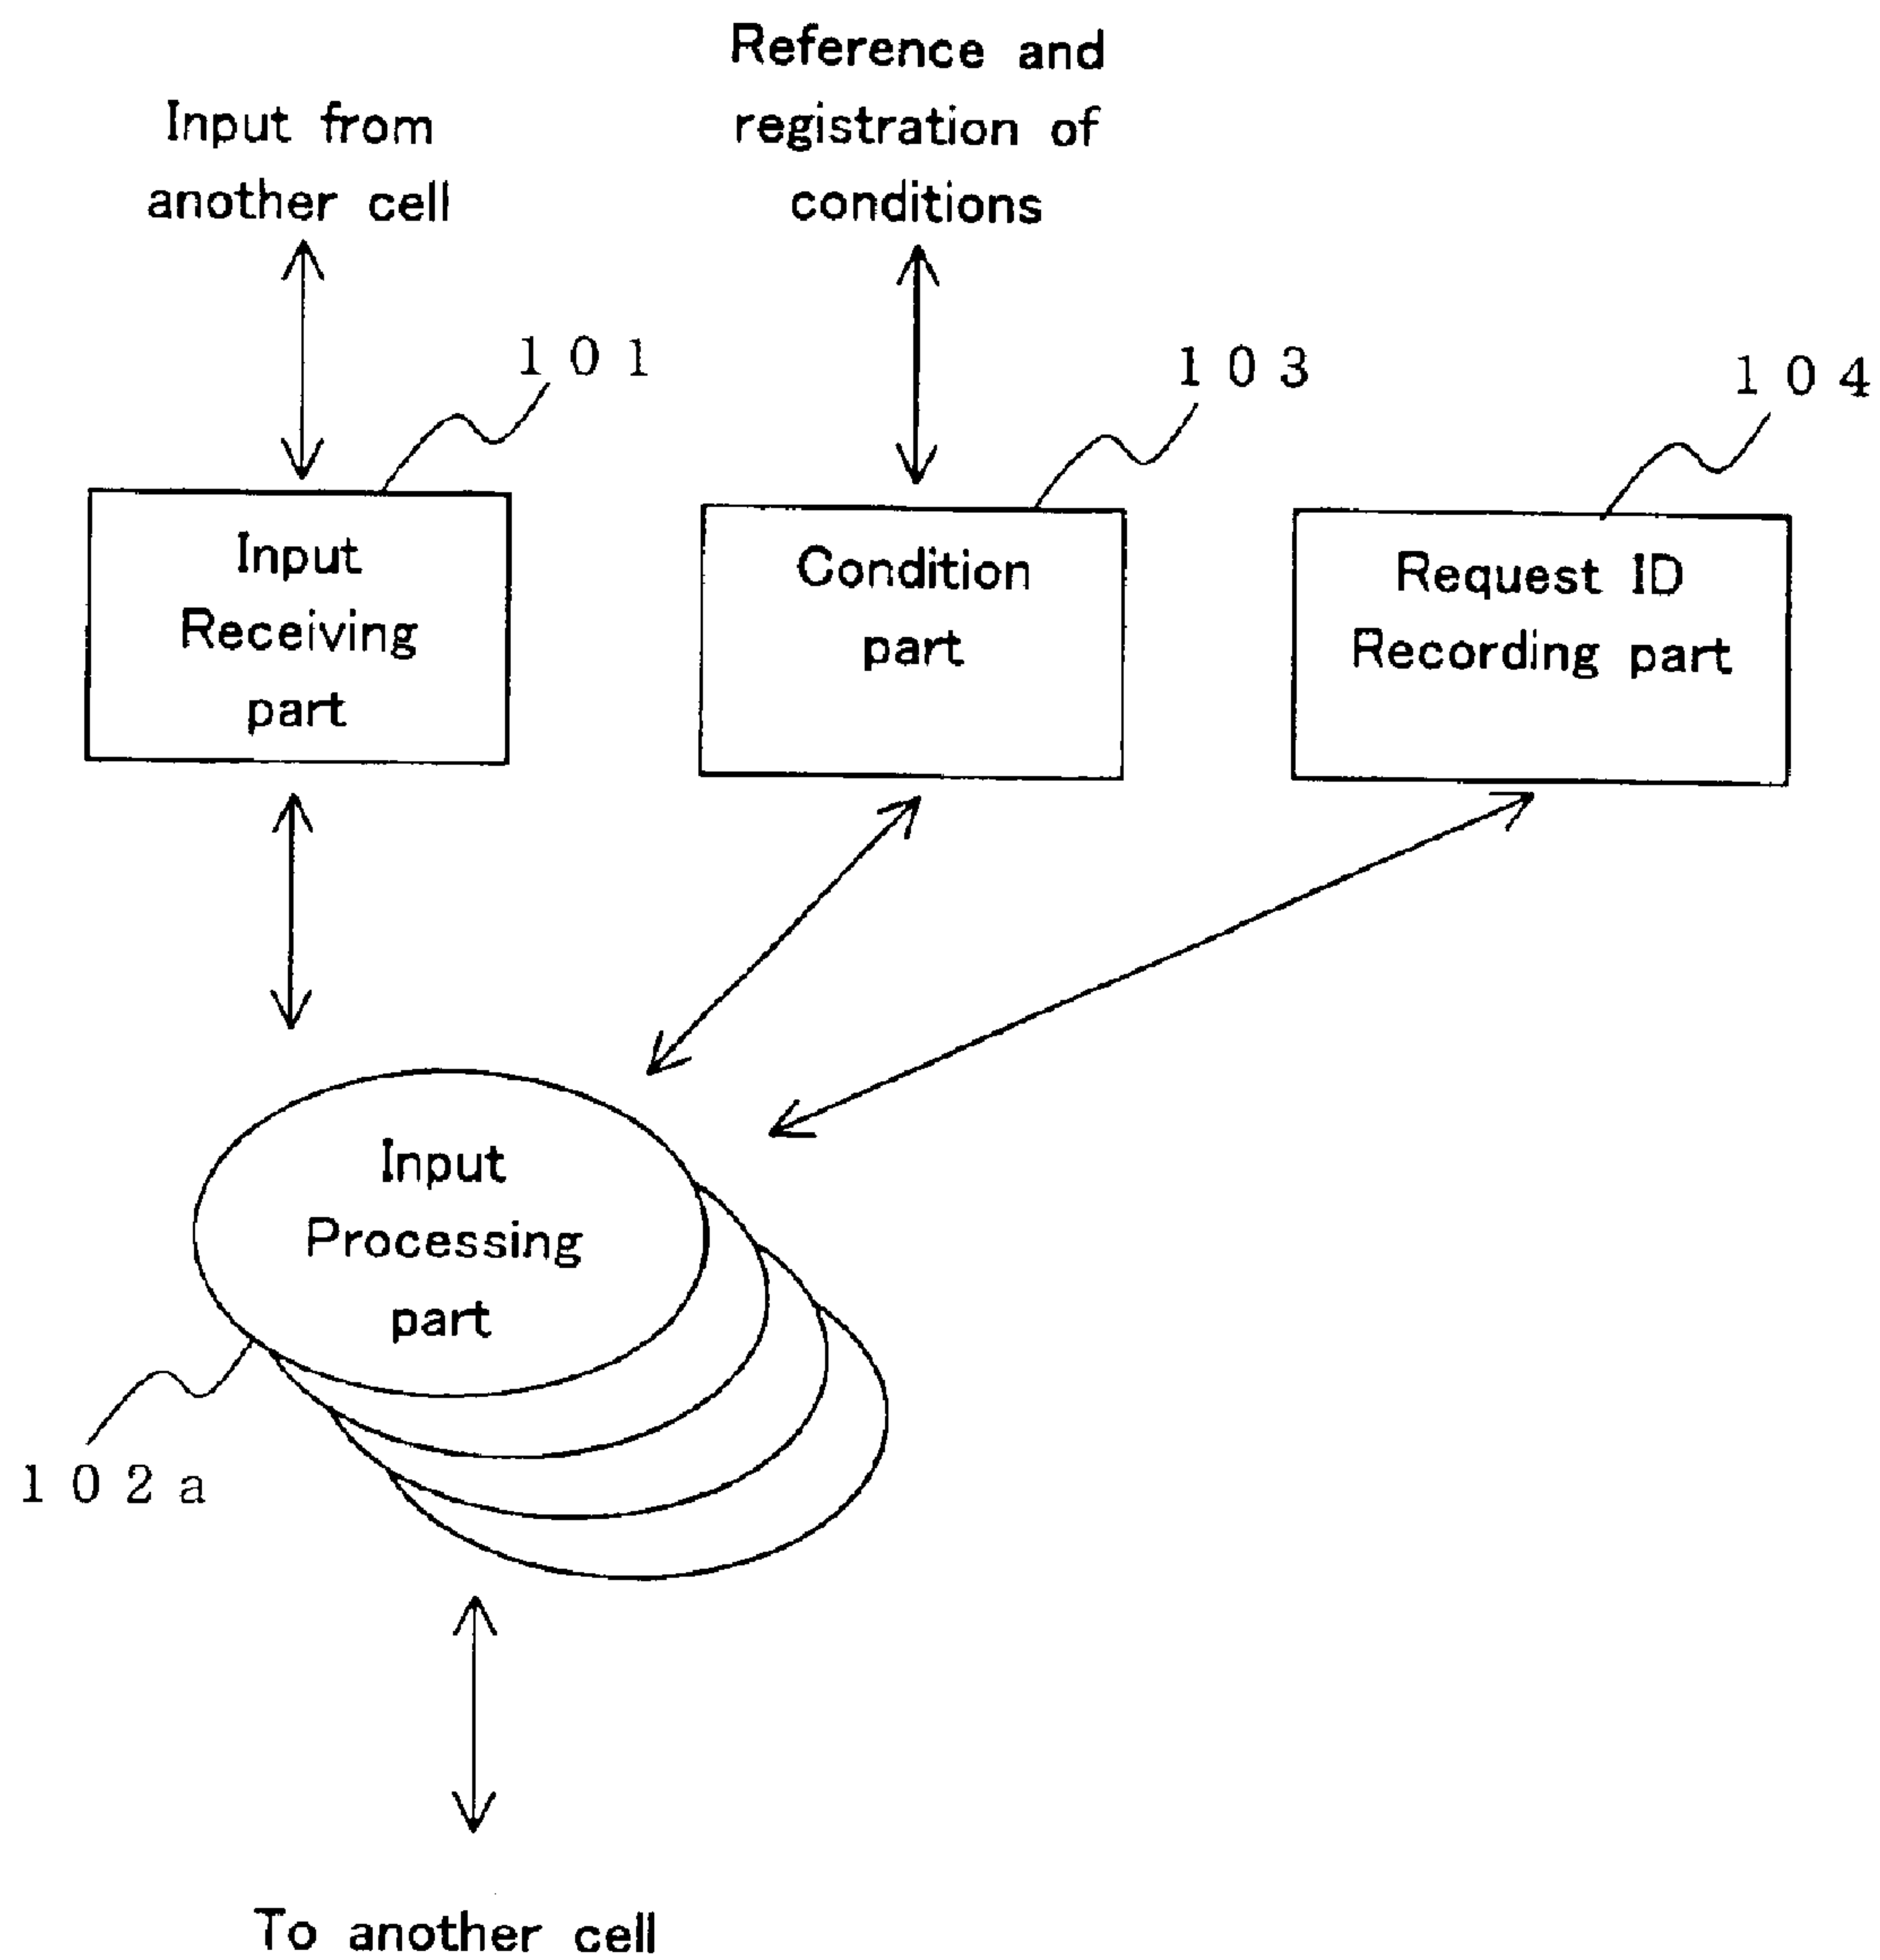 Reference and
registration of
conditions
Input from
another cell
101
103
104
Input
Receiving
part
Condition
part
Request ID
Recording part
Input
Processing
part
102a
To another cell